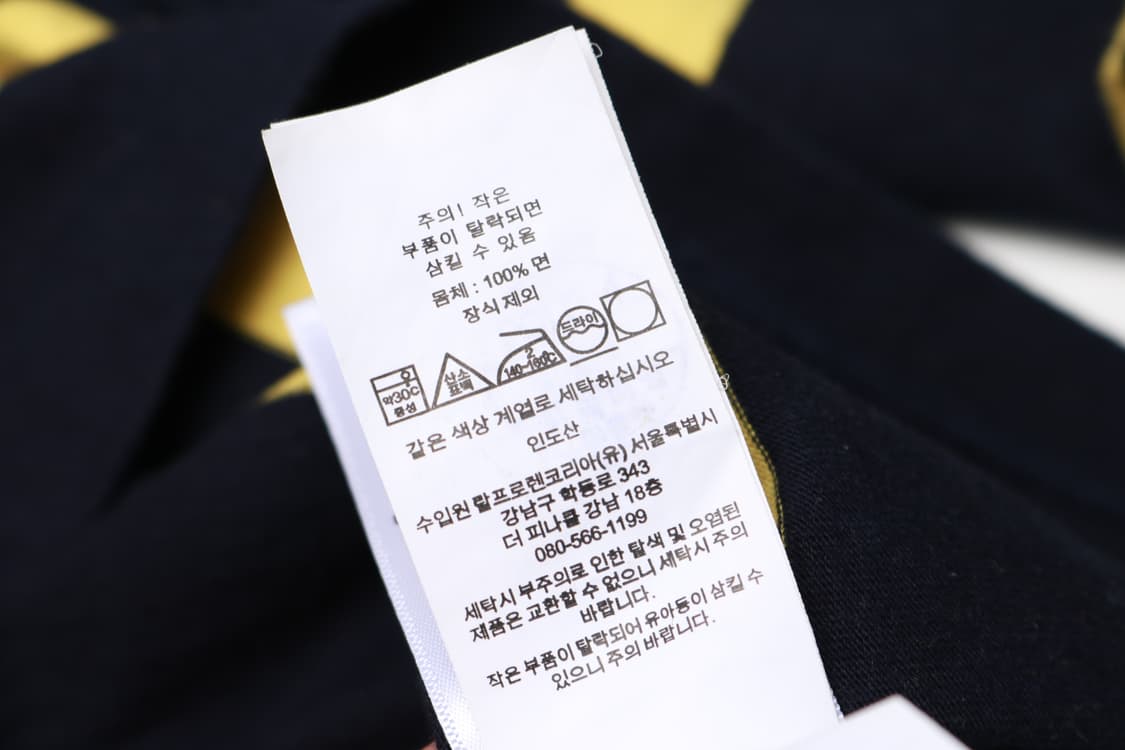 주의! 작은
부품이 탈락되면
삼킬 수 있음
몸체 : 100% 면
장식제외
약30℃
중성
산소
표백
2
140~160℃
드라이
같은 색상 계열로 세탁하십시오
인도산
수입원 랄프로렌코리아(유) 서울특별시
강남구 학동로 343
더 피나클 강남 18층
080-566-1199
세탁시 부주의로 인한 탈색 및 오염된
제품은 교환할 수 없으니 세탁시 주의
바랍니다.
작은 부품이 탈락되어 유아동이 삼킬 수
있으니 주의 바랍니다.